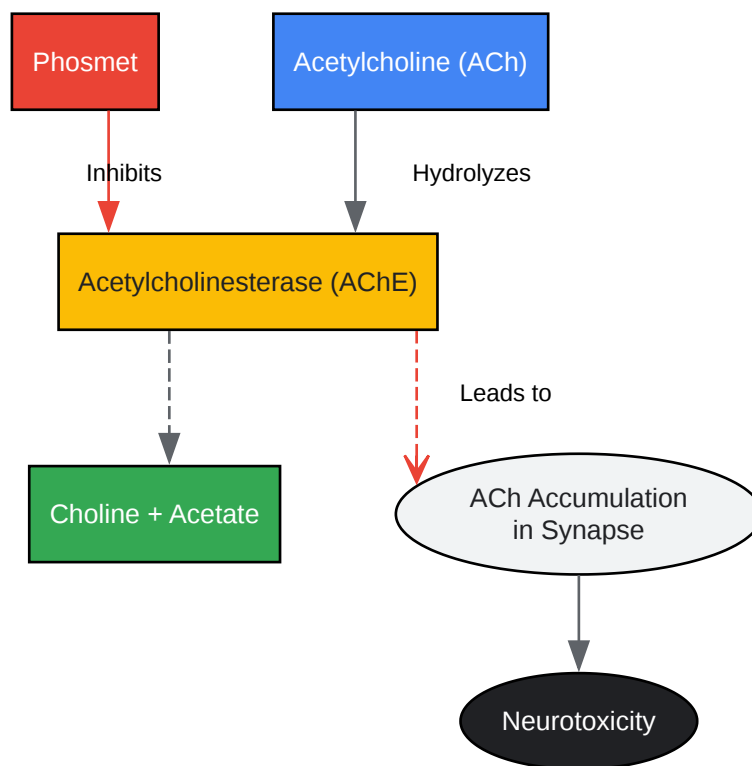 Phosmet
Acetylcholine (ACh)
Inhibits
Hydrolyzes
Acetylcholinesterase (AChE)
Leads to
Choline + Acetate
ACh Accumulation
in Synapse
Neurotoxicity